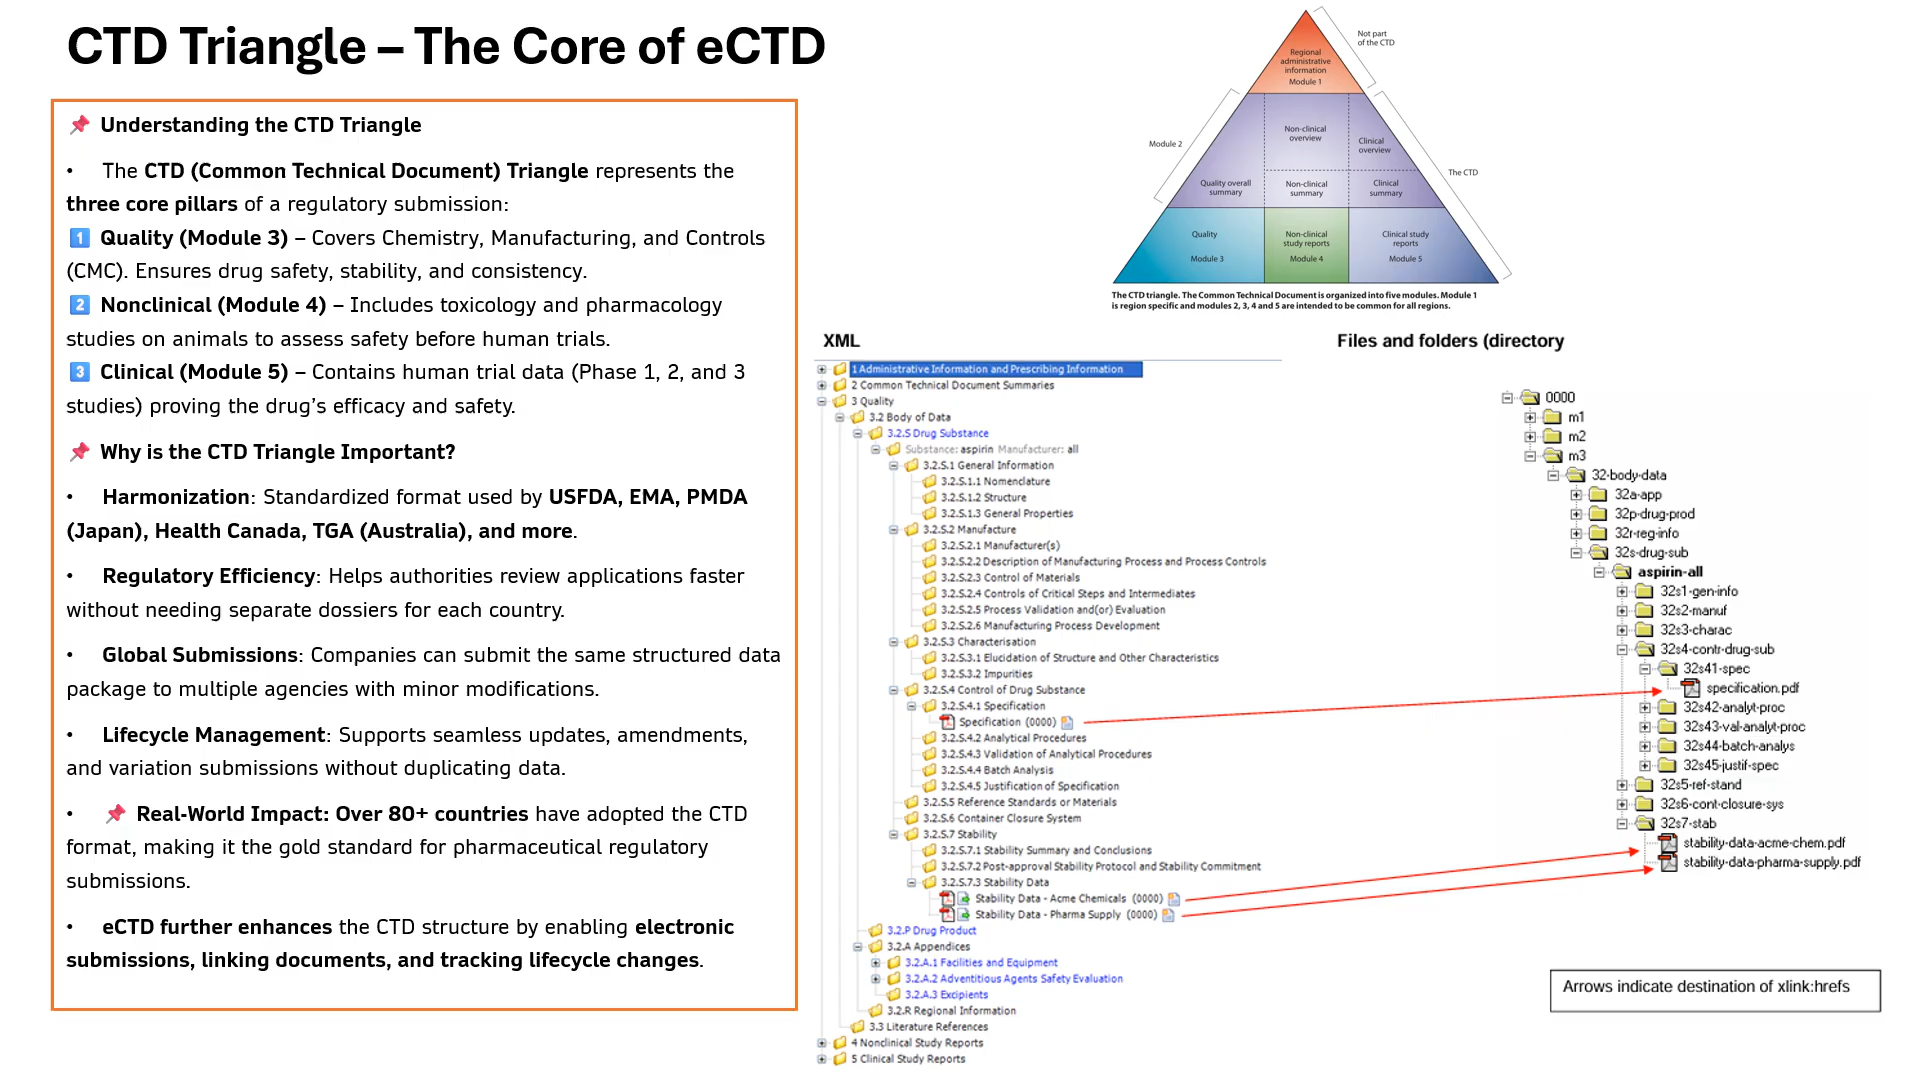 CTD Triangle – The Core of eCTD
📌 Understanding the CTD Triangle
• The CTD (Common Technical Document) Triangle represents the
three core pillars of a regulatory submission:
1️⃣ Quality (Module 3) – Covers Chemistry, Manufacturing, and Controls
(CMC). Ensures drug safety, stability, and consistency.
2️⃣ Nonclinical (Module 4) – Includes toxicology and pharmacology
studies on animals to assess safety before human trials.
3️⃣ Clinical (Module 5) – Contains human trial data (Phase 1, 2, and 3
studies) proving the drug's efficacy and safety.
📌 Why is the CTD Triangle Important?
• Harmonization: Standardized format used by USFDA, EMA, PMDA
(Japan), Health Canada, TGA (Australia), and more.
• Regulatory Efficiency: Helps authorities review applications faster
without needing separate dossiers for each country.
• Global Submissions: Companies can submit the same structured data
package to multiple agencies with minor modifications.
• Lifecycle Management: Supports seamless updates, amendments,
and variation submissions without duplicating data.
• 📌 Real-World Impact: Over 80+ countries have adopted the CTD
format, making it the gold standard for pharmaceutical regulatory
submissions.
• eCTD further enhances the CTD structure by enabling electronic
submissions, linking documents, and tracking lifecycle changes.
Not part
of the CTD
Regional
administrative
information
Module 1
Module 2
Non-clinical
overview
Clinical
overview
The CTD
Quality overall
summary
Non-clinical
summary
Clinical
summary
Quality
Module 3
Non-clinical
study reports
Module 4
Clinical study
reports
Module 5
The CTD triangle. The Common Technical Document is organized into five modules. Module 1
is region specific and modules 2, 3, 4 and 5 are intended to be common for all regions.
XML
1 Administrative Information and Prescribing Information
2 Common Technical Document Summaries
3 Quality
3.2 Body of Data
3.2.S Drug Substance
Substance: aspirin Manufacturer: all
3.2.S.1 General Information
3.2.S.1.1 Nomenclature
3.2.S.1.2 Structure
3.2.S.1.3 General Properties
3.2.S.2 Manufacture
3.2.S.2.1 Manufacturer(s)
3.2.S.2.2 Description of Manufacturing Process and Process Controls
3.2.S.2.3 Control of Materials
3.2.S.2.4 Controls of Critical Steps and Intermediates
3.2.S.2.5 Process Validation and(or) Evaluation
3.2.S.2.6 Manufacturing Process Development
3.2.S.3 Characterisation
3.2.S.3.1 Elucidation of Structure and Other Characteristics
3.2.S.3.2 Impurities
3.2.S.4 Control of Drug Substance
3.2.S.4.1 Specification
Specification (0000)
3.2.S.4.2 Analytical Procedures
3.2.S.4.3 Validation of Analytical Procedures
3.2.S.4.4 Batch Analysis
3.2.S.4.5 Justification of Specification
3.2.S.5 Reference Standards or Materials
3.2.S.6 Container Closure System
3.2.S.7 Stability
3.2.S.7.1 Stability Summary and Conclusions
3.2.S.7.2 Post-approval Stability Protocol and Stability Commitment
3.2.S.7.3 Stability Data
Stability Data - Acme Chemicals (0000)
Stability Data - Pharma Supply (0000)
3.2.P Drug Product
3.2.A Appendices
3.2.A.1 Facilities and Equipment
3.2.A.2 Adventitious Agents Safety Evaluation
3.2.A.3 Excipients
3.2.R Regional Information
3.3 Literature References
4 Nonclinical Study Reports
5 Clinical Study Reports
Files and folders (directory
0000
m1
m2
m3
32-body-data
32a-app
32p-drug-prod
32r-reg-info
32s-drug-sub
aspirin-all
32s1-gen-info
32s2-manuf
32s3-charac
32s4-contr-drug-sub
32s41-spec
specification.pdf
32s42-analyt-proc
32s43-val-analyt-proc
32s44-batch-analys
32s45-justif-spec
32s5-ref-stand
32s6-cont-closure-sys
32s7-stab
stability-data-acme-chem.pdf
stability-data-pharma-supply.pdf
Arrows indicate destination of xlink:hrefs